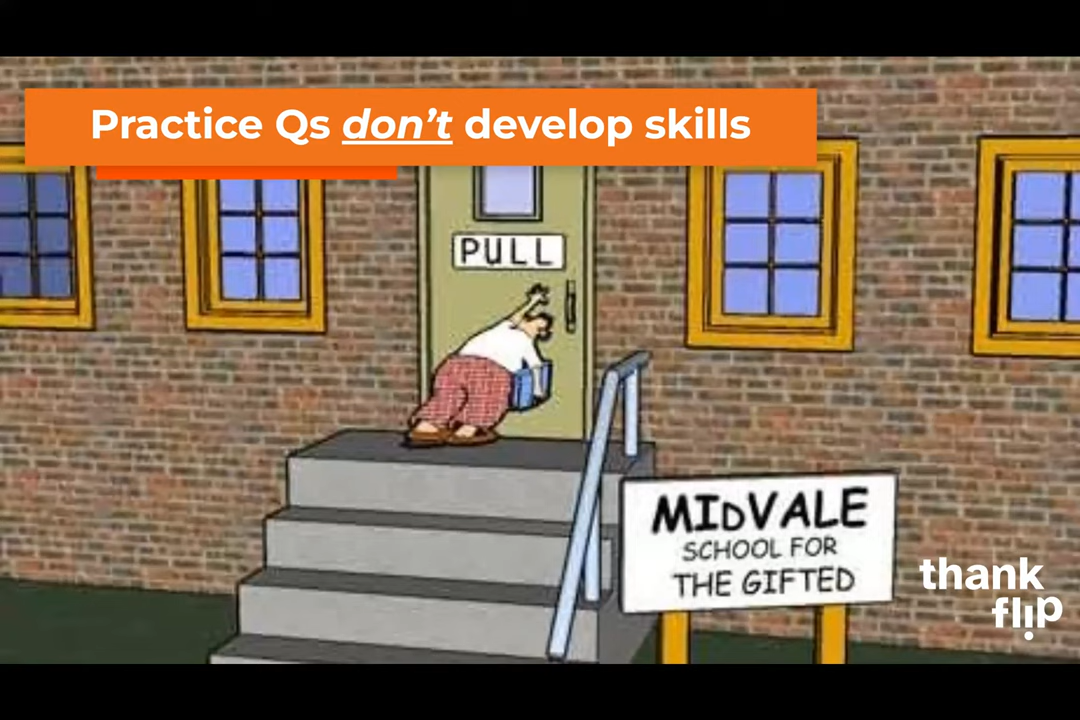 Practice Qs don't develop skills
PULL
MIDVALE
SCHOOL FOR
THE GIFTED
thank
flip